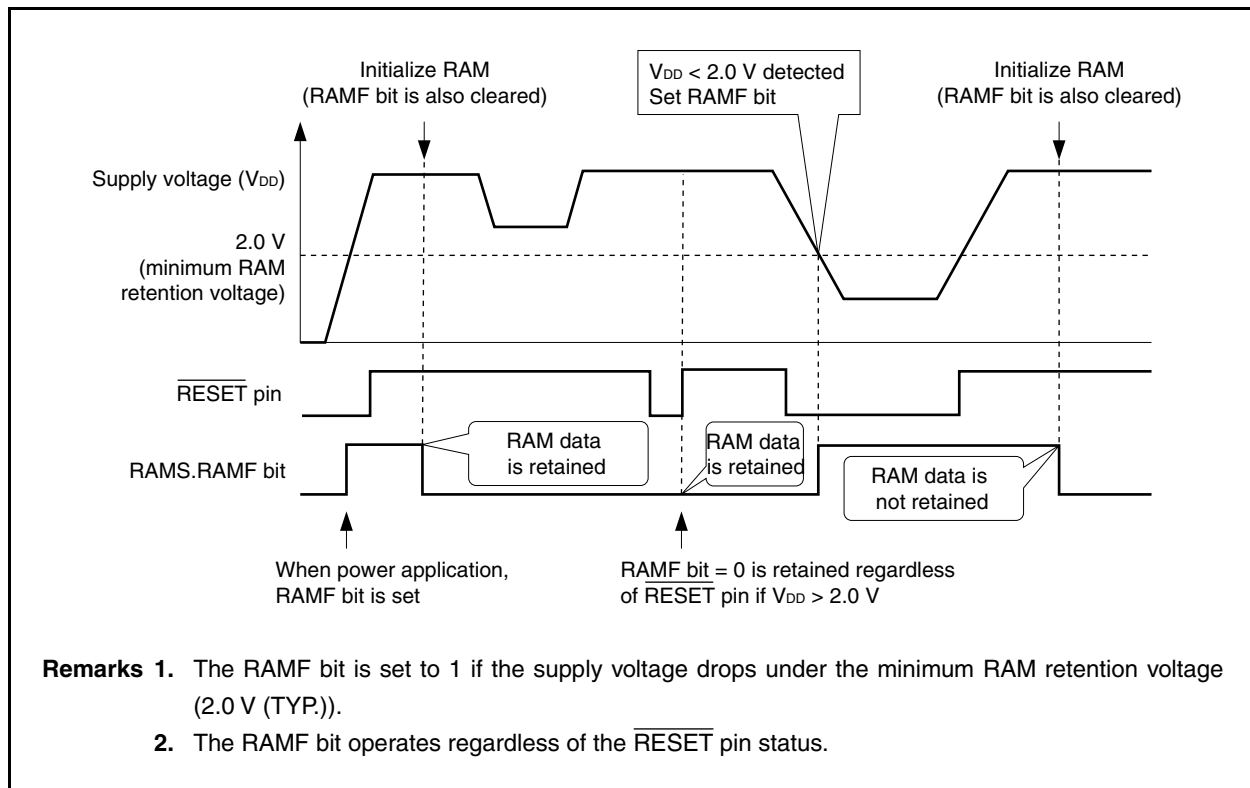 Initialize RAM
(RAMF bit is also cleared)
VDD < 2.0 V detected
Set RAMF bit
Initialize RAM
(RAMF bit is also cleared)
Supply voltage (VDD)
2.0 V
(minimum RAM
retention voltage)
RESET pin
RAMS.RAMF bit
RAM data
is retained
RAM data
is retained
RAM data is
not retained
When power application,
RAMF bit is set
RAMF bit = 0 is retained regardless
of RESET pin if VDD > 2.0 V
Remarks 1. The RAMF bit is set to 1 if the supply voltage drops under the minimum RAM retention voltage
(2.0 V (TYP.)).
2. The RAMF bit operates regardless of the RESET pin status.